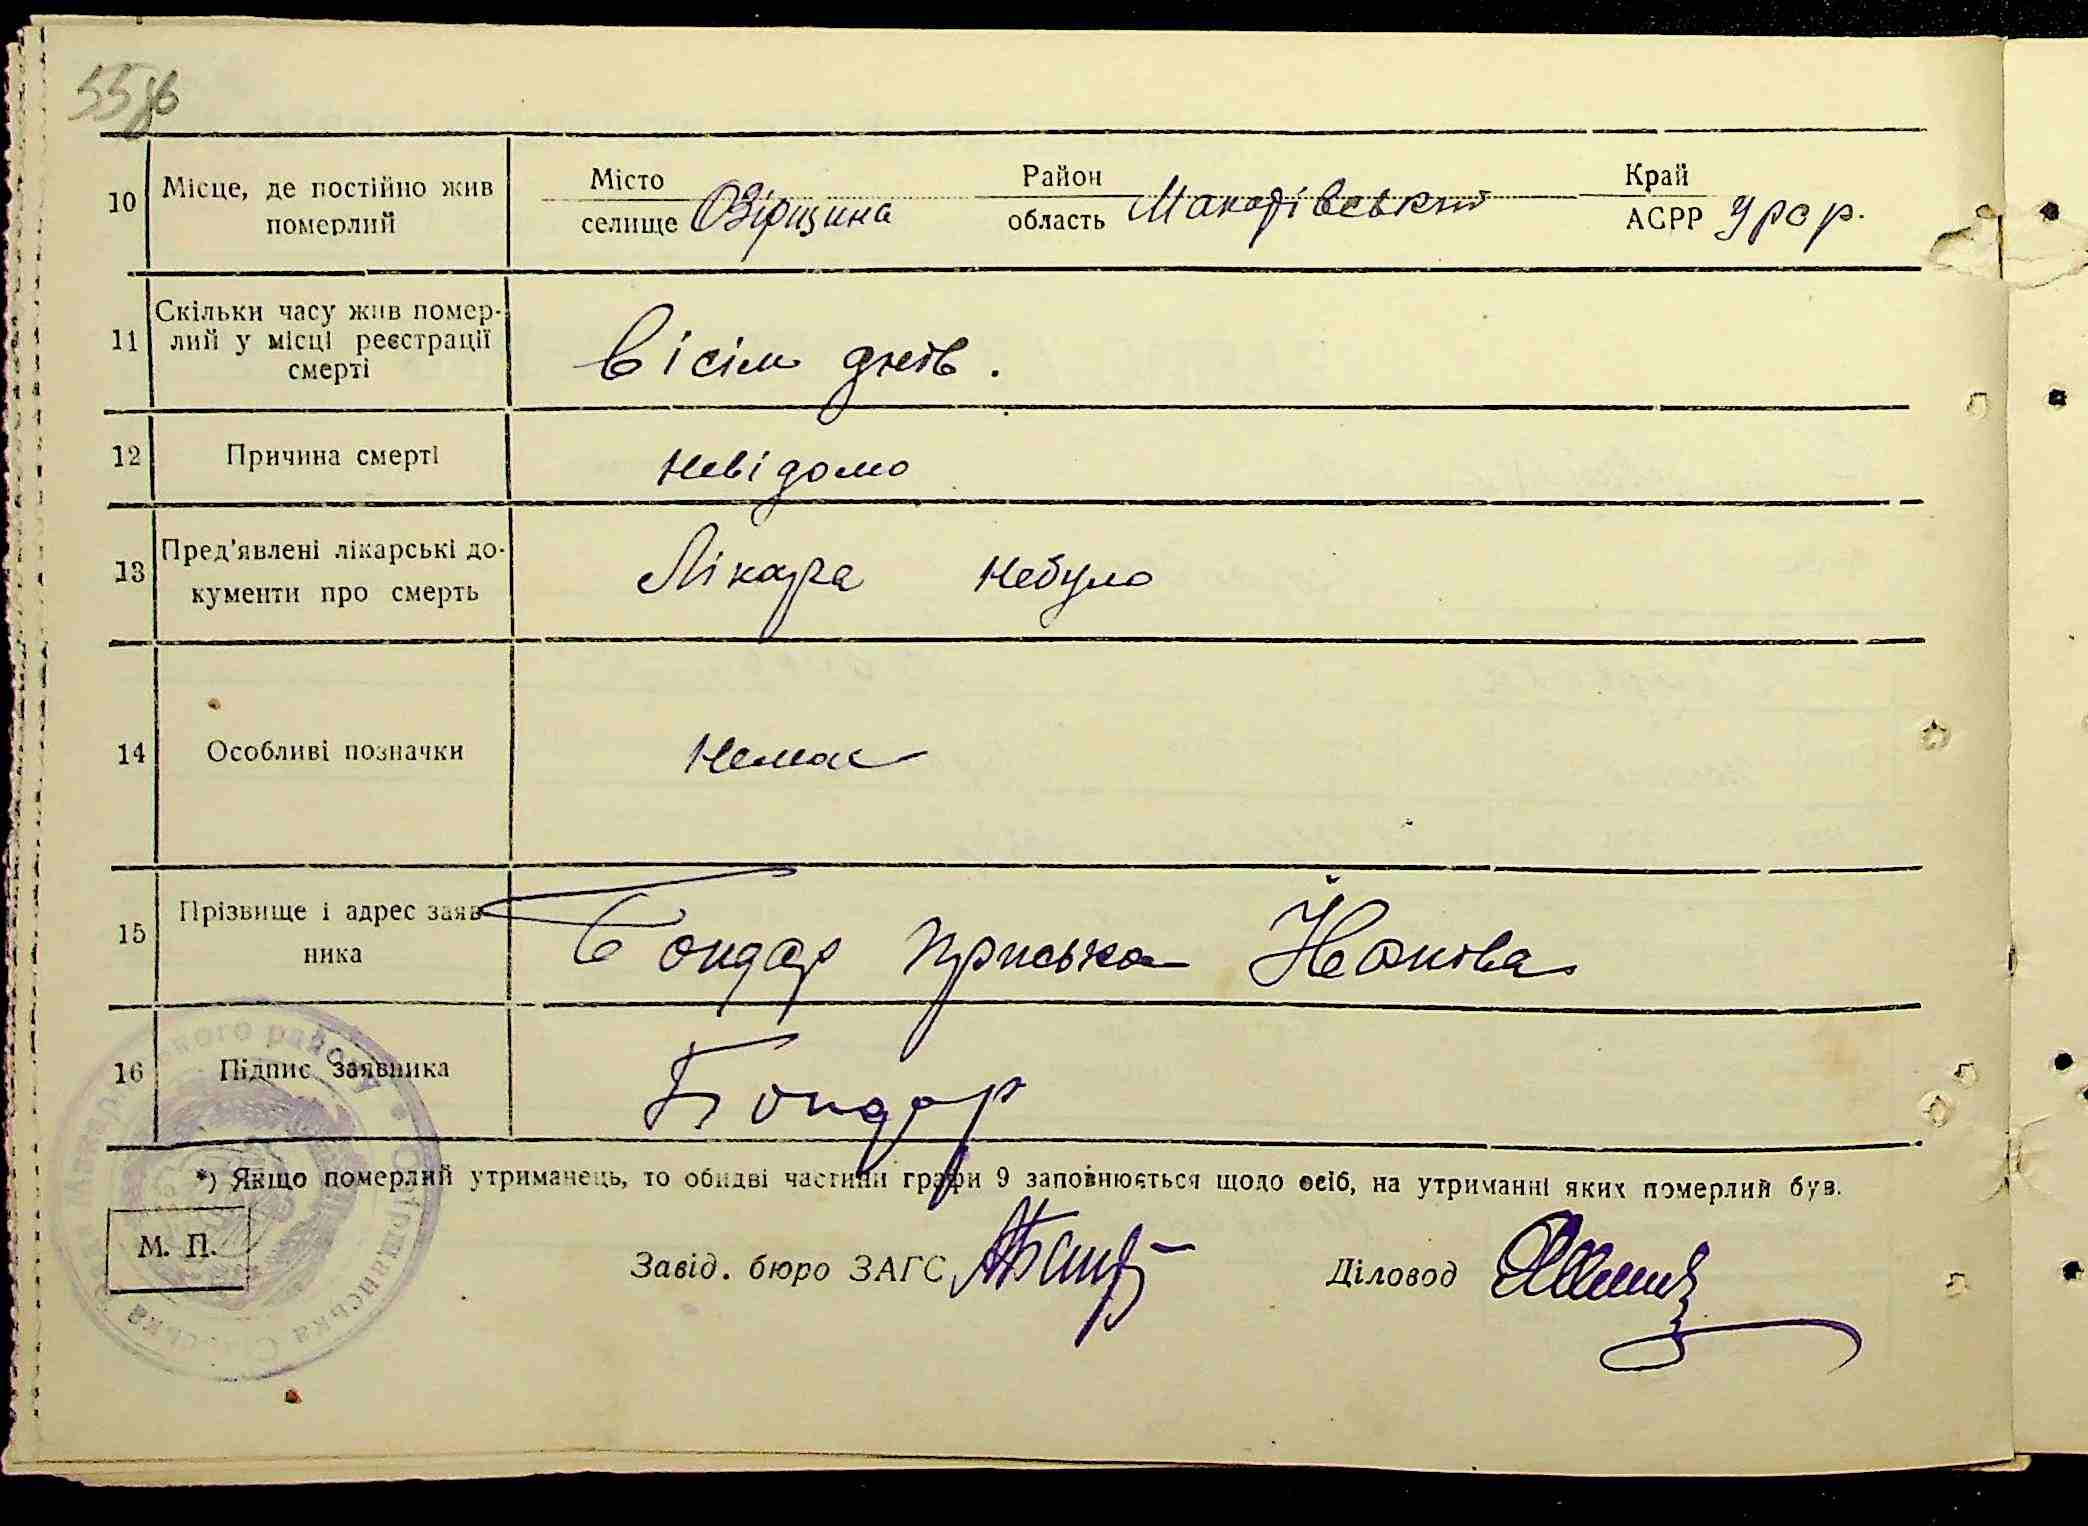 10
Місце, де постійно жив
померлий
Місто
селище Озірщина
Район
область Макарівський
Край
АСРР Урср.
11
Скільки часу жив помер-
лий у місці реєстрації
смерті
Вісім днів.
12
Причина смерті
Невідомо
13
Пред'явлені лікарські до-
кументи про смерть
Лікара небуло
14
Особливі позначки
Немає
15
Прізвище і адрес заяв-
ника
Бондар Приська
16
Підпис заявника
Бондар
*) Якщо померлий утриманець, то обидві частини графи 9 заповнюється щодо осіб, на утриманні яких померлий був.
М. П.
Завід. бюро ЗАГС
Діловод